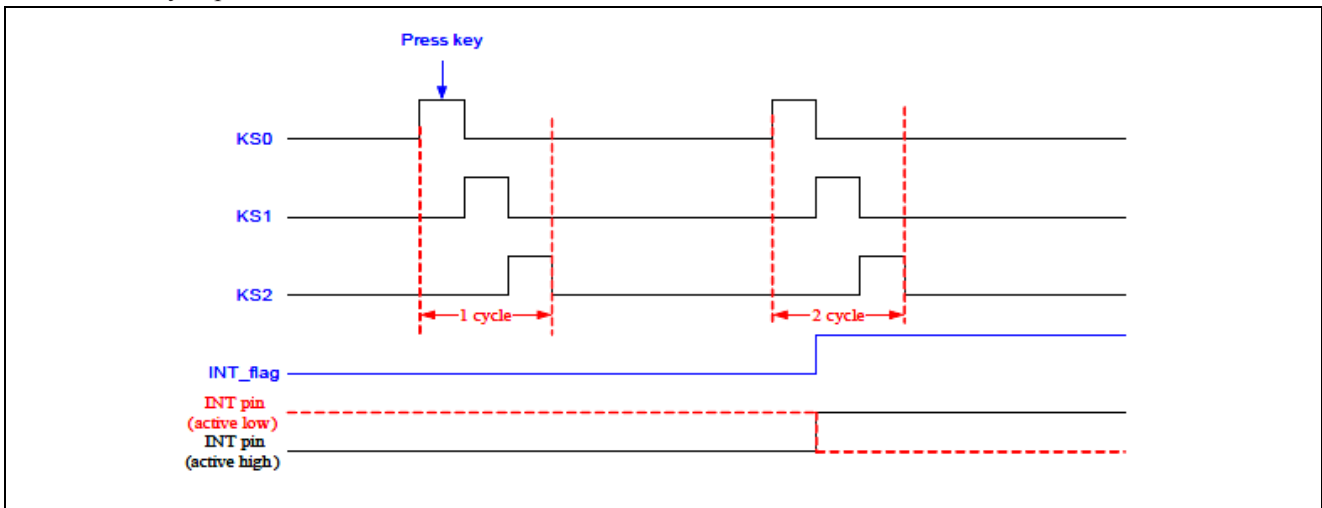 Press key
KS0
KS1
KS2
1 cycle
2 cycle
INT_flag
INT pin
(active low)
INT pin
(active high)